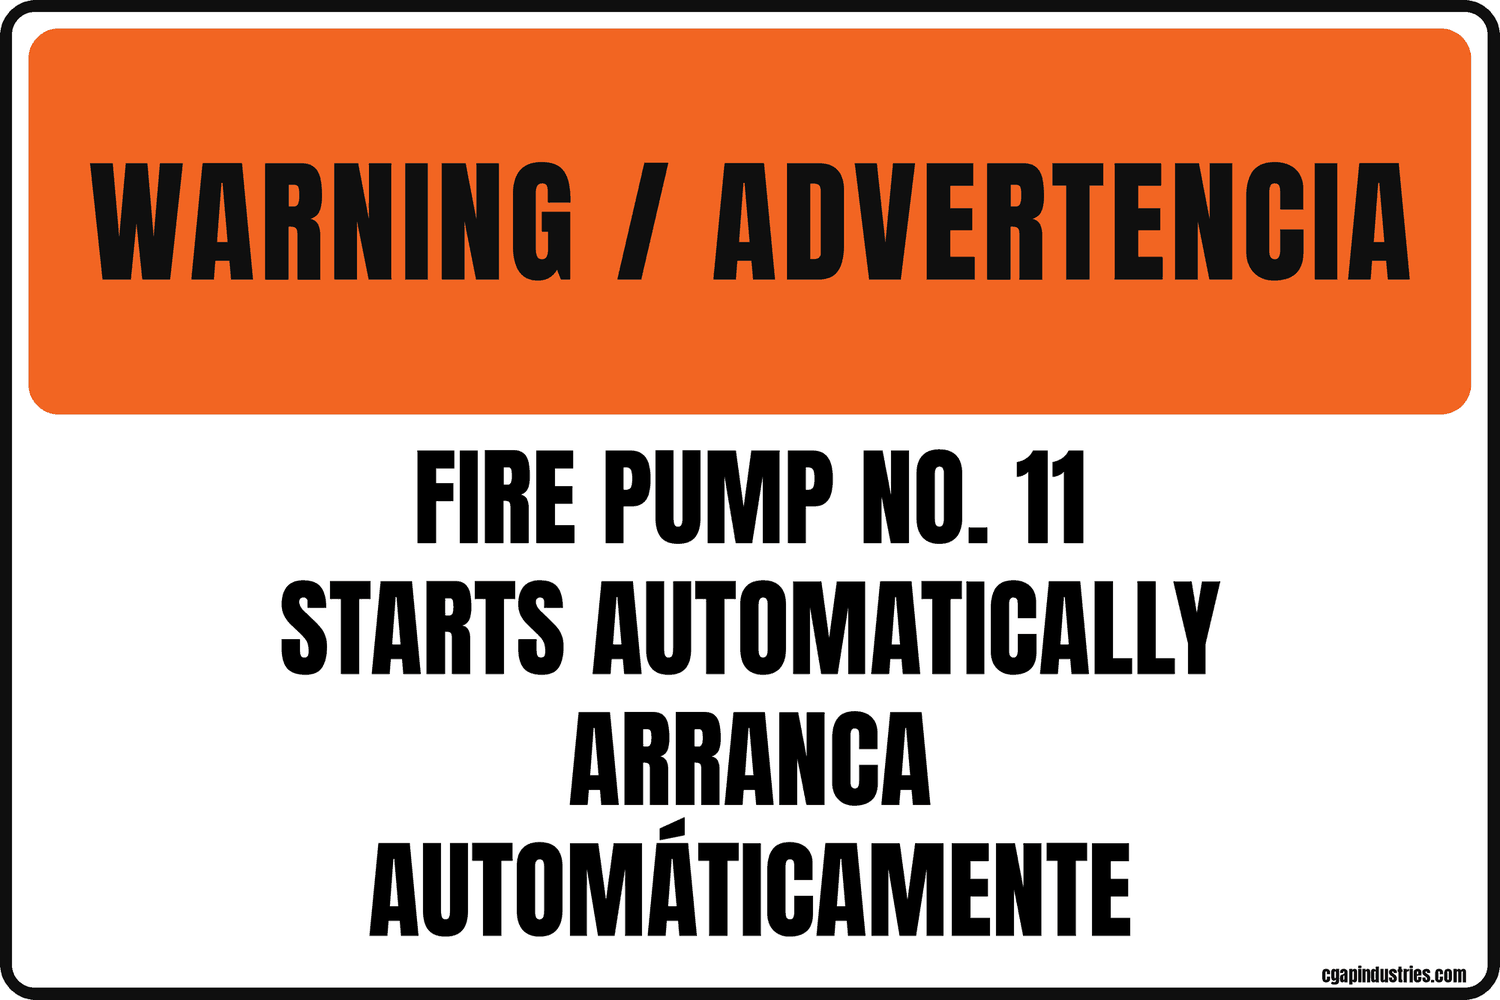 WARNING / ADVERTENCIA
FIRE PUMP NO. 11
STARTS AUTOMATICALLY
ARRANCA
AUTOMÁTICAMENTE
cgapindustries.com